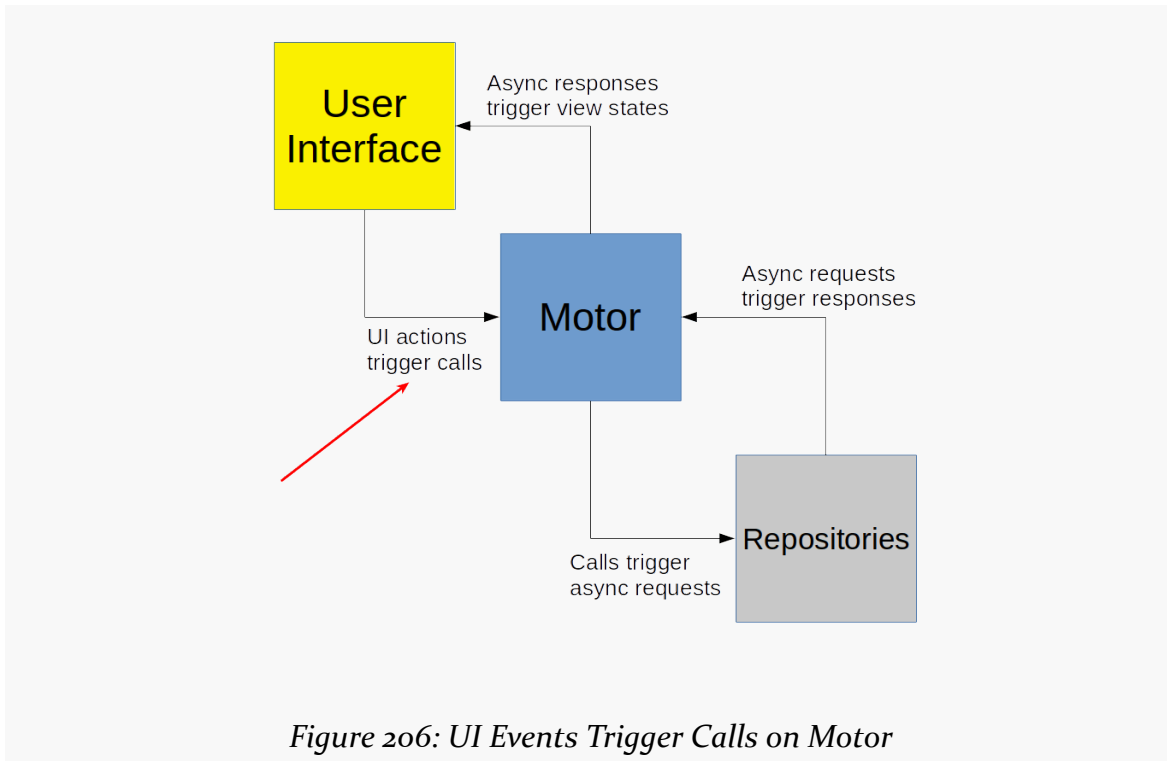 User
Interface
Async responses
trigger view states
Motor
Async requests
trigger responses
UI actions
trigger calls
Repositories
Calls trigger
async requests
Figure 206: UI Events Trigger Calls on Motor